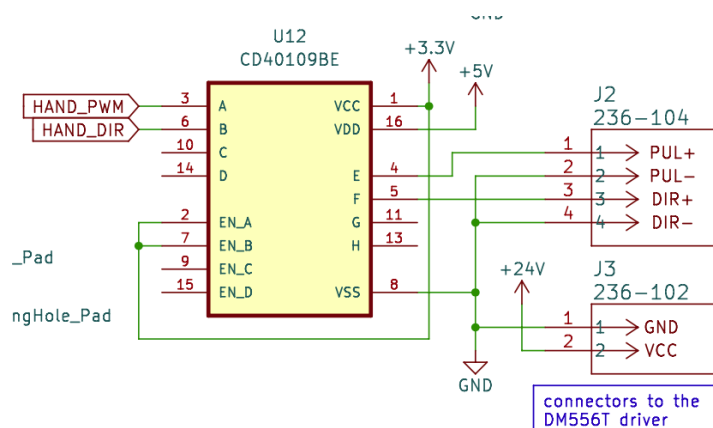 GND
U12
CD40109BE
+3.3V
+5V
HAND_PWM 3 A VCC 1
HAND_DIR 6 B VDD 16
10 C
14 D E 4
F 5
2 EN_A G 11
7 EN_B H 13
9 EN_C
15 EN_D VSS 8
J2
236-104
1 1 PUL+
2 2 PUL-
3 3 DIR+
4 4 DIR-
_Pad
ngHole_Pad
+24V
J3
236-102
1 1 GND
2 2 VCC
GND
connectors to the
DM556T driver